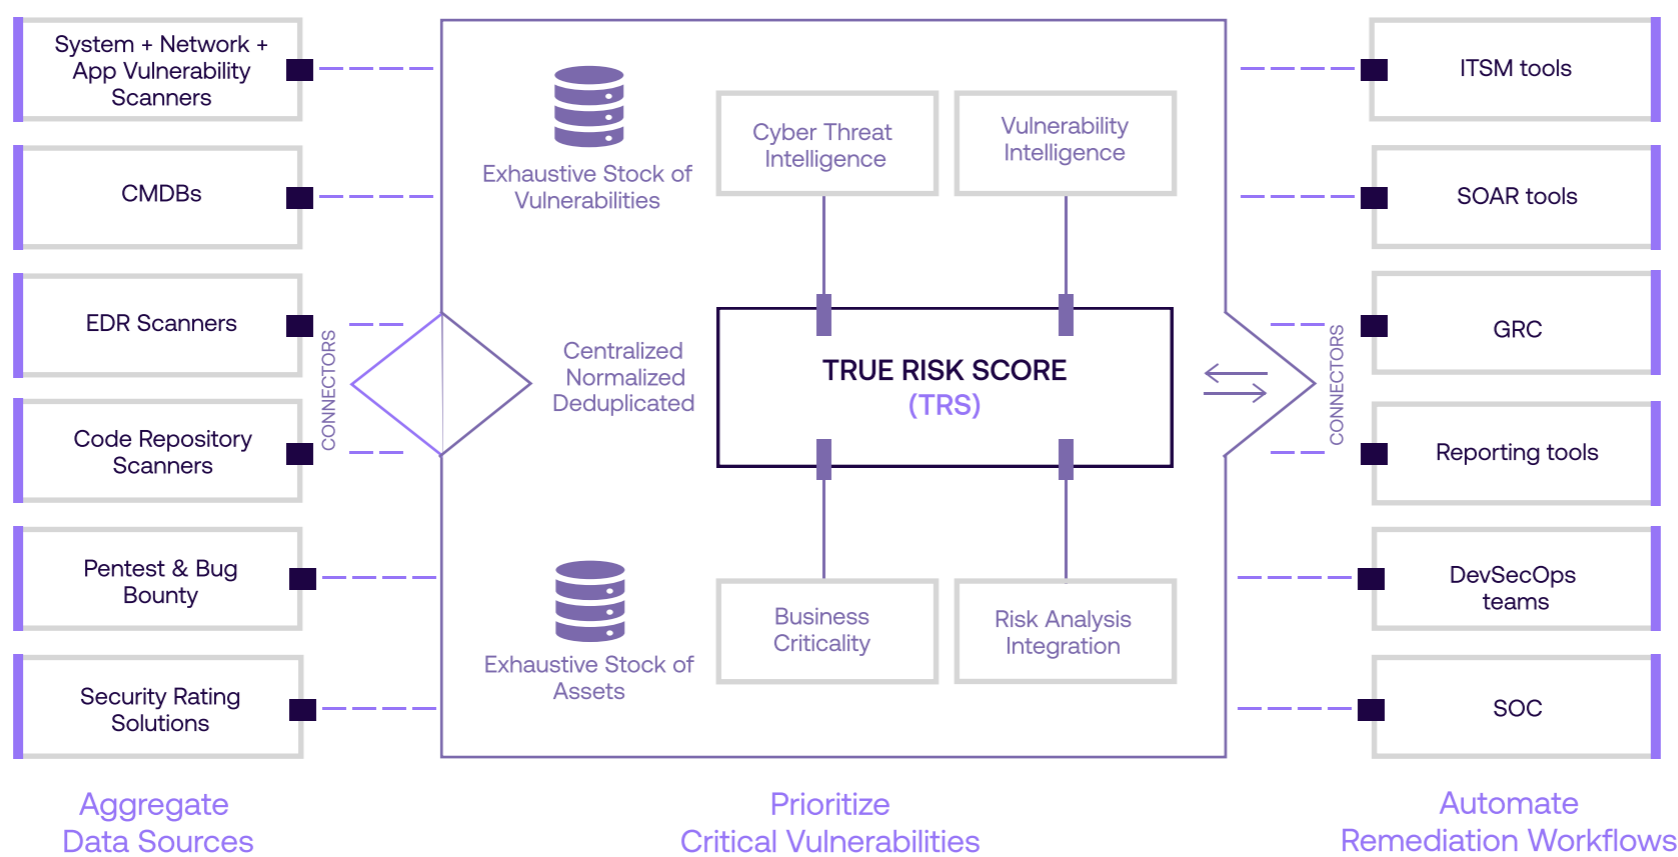 System + Network +
App Vulnerability
Scanners
CMDBs
EDR Scanners
Code Repository
Scanners
Pentest & Bug
Bounty
Security Rating
Solutions
CONNECTORS
Aggregate
Data Sources
Exhaustive Stock of
Vulnerabilities
Cyber Threat
Intelligence
Vulnerability
Intelligence
Centralized
Normalized
Deduplicated
TRUE RISK SCORE
(TRS)
Exhaustive Stock of
Assets
Business
Criticality
Risk Analysis
Integration
Prioritize
Critical Vulnerabilities
CONNECTORS
ITSM tools
SOAR tools
GRC
Reporting tools
DevSecOps
teams
SOC
Automate
Remediation Workflows